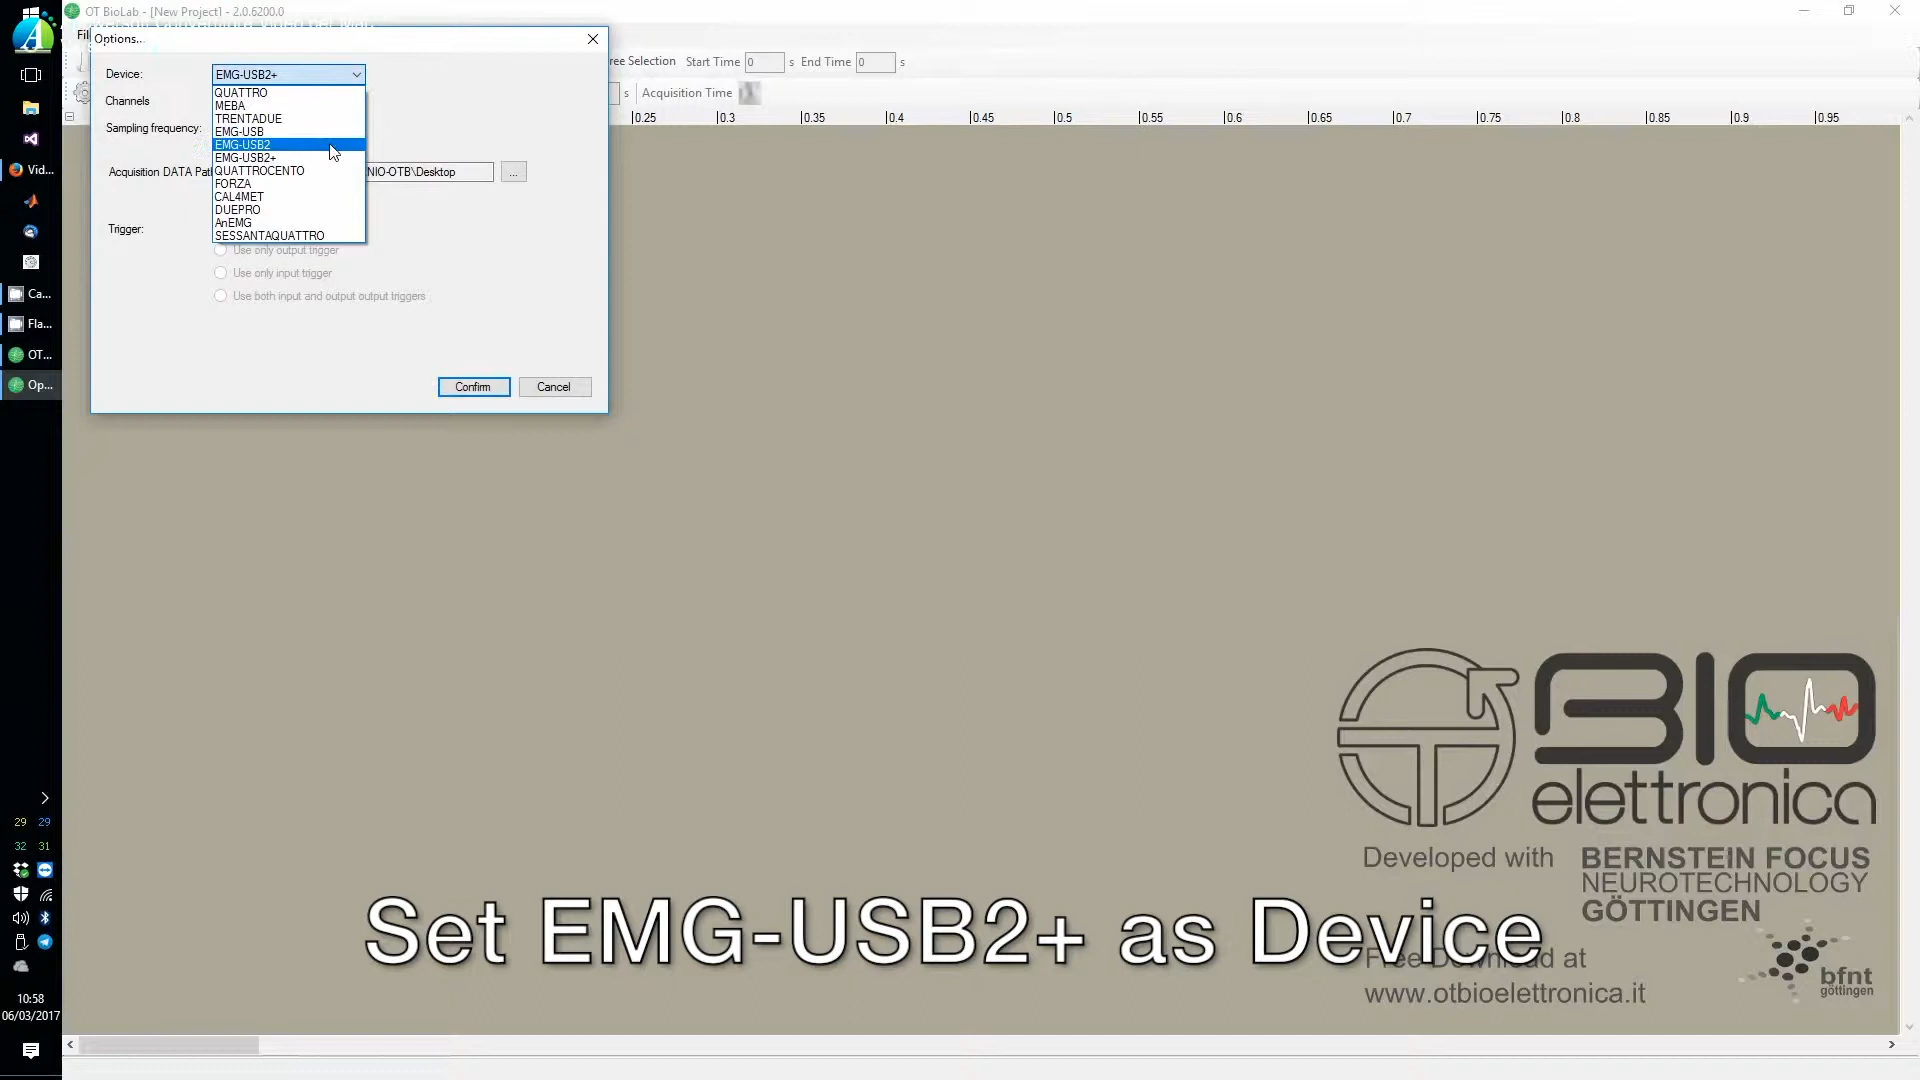 OT BioLab - [New Project] - 2.0.6200.0
Fil
Options...
Device:
EMG-USB2+
QUATTRO
MEBA
TRENTADUE
EMG-USB
EMG-USB2
EMG-USB2+
QUATTROCENTO
FORZA
CAL4MET
DUEPRO
AnEMG
SESSANTAQUATTRO
Channels
Sampling frequency:
Acquisition DATA Pat
NIO-OTB\Desktop
...
Trigger:
Use only output trigger
Use only input trigger
Use both input and output output triggers
Confirm
Cancel
ree Selection Start Time 0 s End Time 0 s
s Acquisition Time
0.25 0.3 0.35 0.4 0.45 0.5 0.55 0.6 0.65 0.7 0.75 0.8 0.85 0.9 0.95
Vid...
Ca...
Fla...
OT...
Op...
29 29
32 31
10:58
06/03/2017
BIO
elettronica
Developed with BERNSTEIN FOCUS
NEUROTECHNOLOGY
GÖTTINGEN
Set EMG-USB2+ as Device
Free Download at
www.otbioelettronica.it
bfnt
göttingen